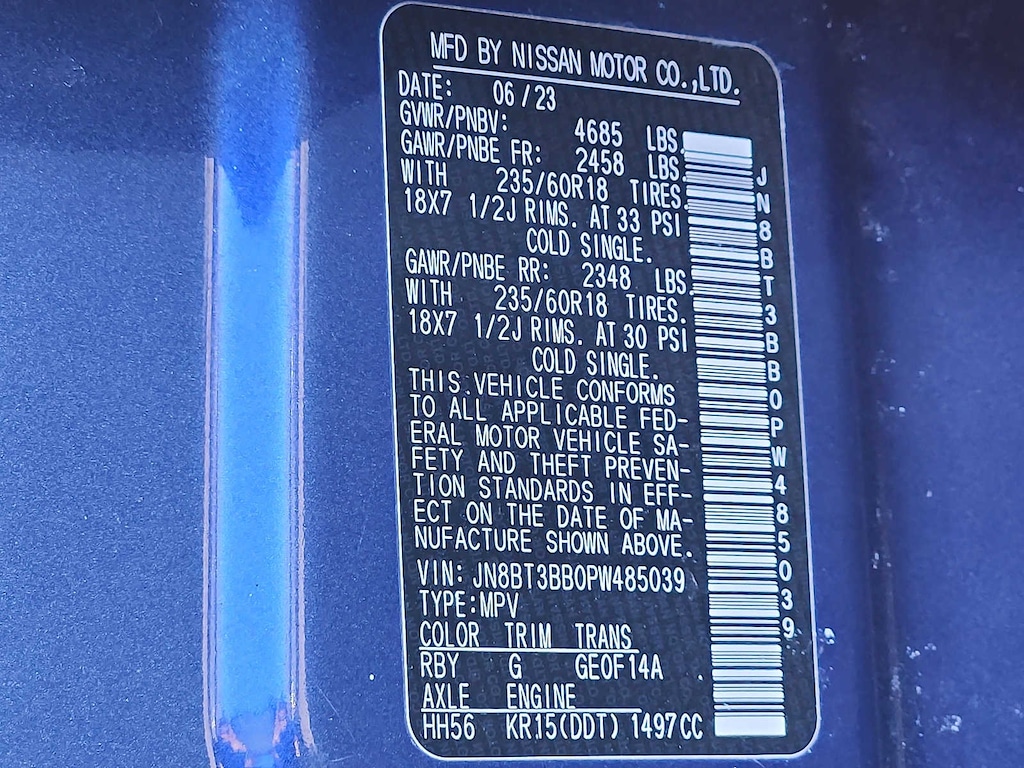 MFD BY NISSAN MOTOR CO.,LTD.
DATE: 06/23
GVWR/PNBV: 4685 LBS.
GAWR/PNBE FR: 2458 LBS.
WITH 235/60R18 TIRES.
18X7 1/2J RIMS. AT 33 PSI
COLD SINGLE.
GAWR/PNBE RR: 2348 LBS.
WITH 235/60R18 TIRES.
18X7 1/2J RIMS. AT 30 PSI
COLD SINGLE.
THIS VEHICLE CONFORMS
TO ALL APPLICABLE FED-
ERAL MOTOR VEHICLE SA-
FETY AND THEFT PREVEN-
TION STANDARDS IN EFF-
ECT ON THE DATE OF MA-
NUFACTURE SHOWN ABOVE.
VIN: JN8BT3BB0PW485039
TYPE:MPV
COLOR TRIM TRANS
RBY G GE0F14A
AXLE ENGINE
HH56 KR15(DDT) 1497CC
JN8BT3BB0PW485039